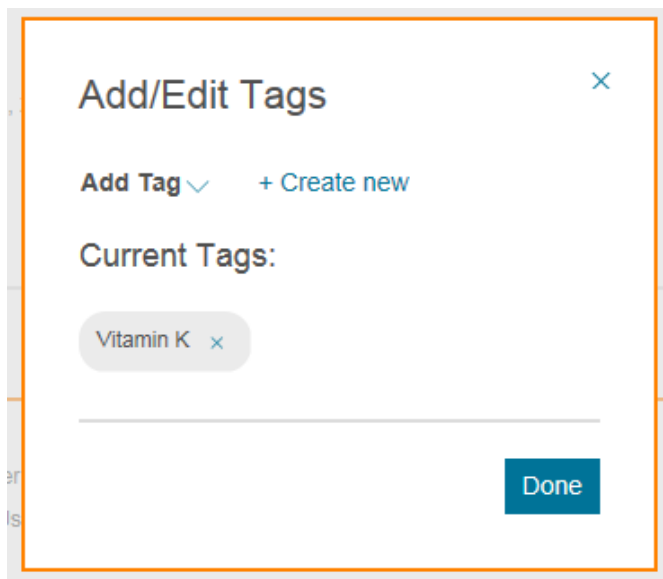 Add/Edit Tags
Add Tag + Create new
Current Tags:
Vitamin K ×
Done